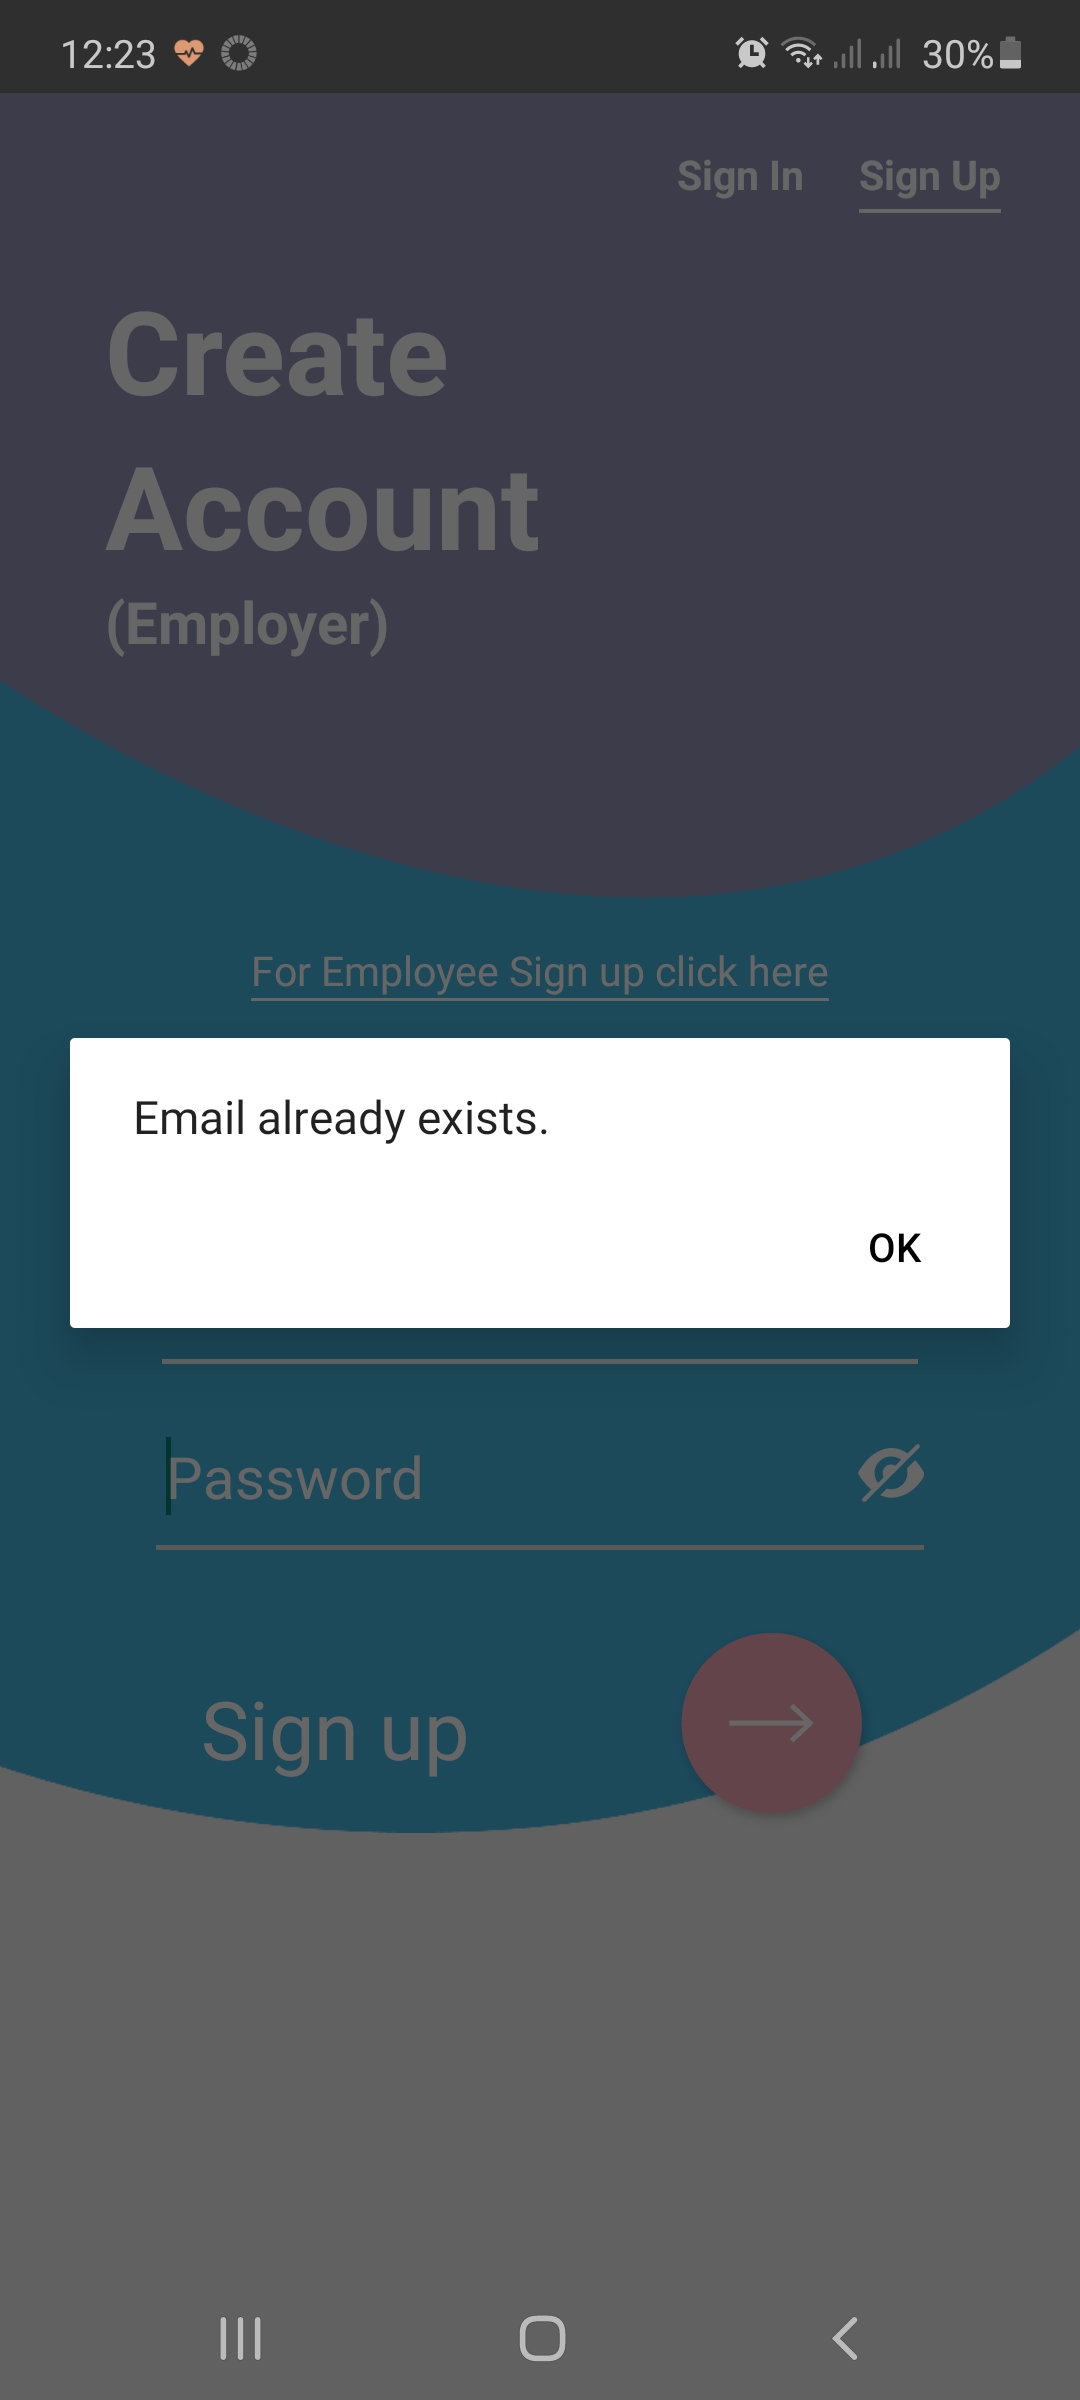 12:23 30%
Sign In Sign Up
Create
Account
(Employer)
For Employee Sign up click here
Email already exists.
OK
Password
Sign up